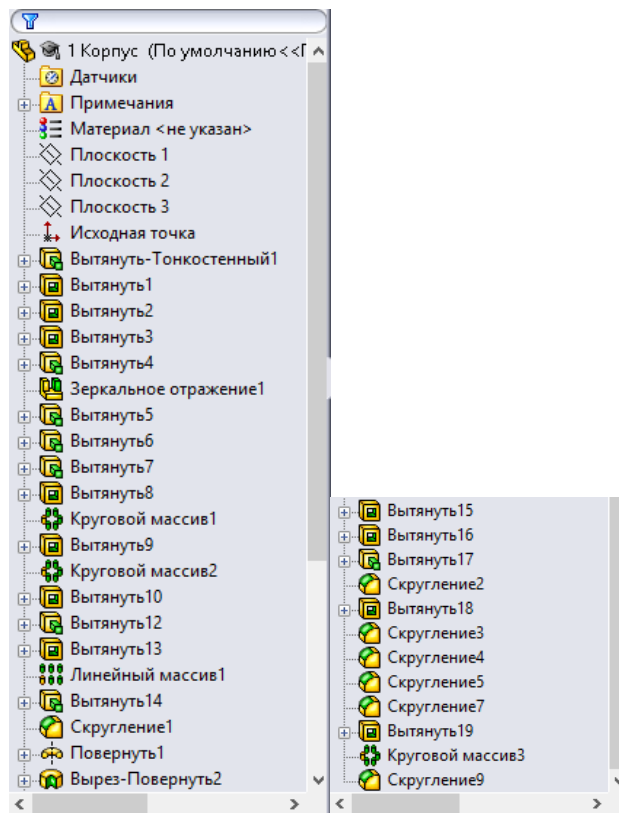 1 Корпус (По умолчанию<<Г
Датчики
Примечания
Материал <не указан>
Плоскость 1
Плоскость 2
Плоскость 3
Исходная точка
Вытянуть-Тонкостенный1
Вытянуть1
Вытянуть2
Вытянуть3
Вытянуть4
Зеркальное отражение1
Вытянуть5
Вытянуть6
Вытянуть7
Вытянуть8
Круговой массив1
Вытянуть9
Круговой массив2
Вытянуть10
Вытянуть12
Вытянуть13
Линейный массив1
Вытянуть14
Скругление1
Повернуть1
Вырез-Повернуть2
Вытянуть15
Вытянуть16
Вытянуть17
Скругление2
Вытянуть18
Скругление3
Скругление4
Скругление5
Скругление7
Вытянуть19
Круговой массив3
Скругление9